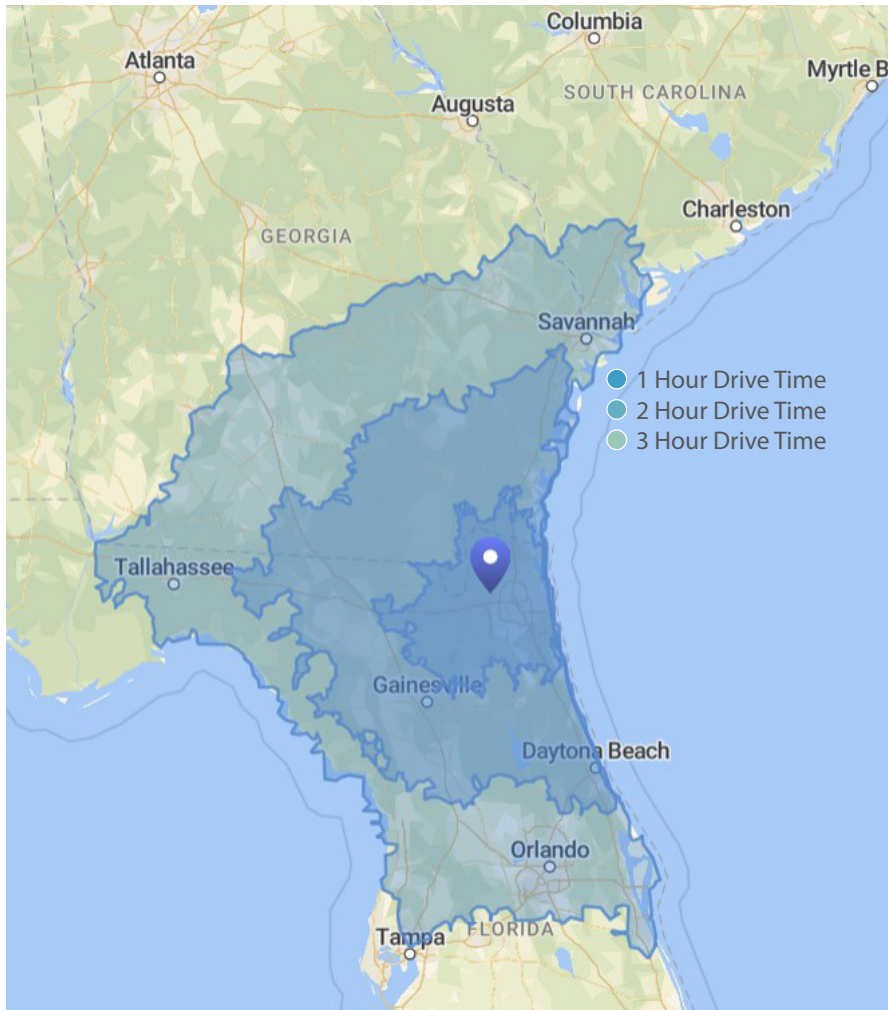 Columbia
Atlanta
Myrtle B
SOUTH CAROLINA
Augusta
Charleston
GEORGIA
Savannah
1 Hour Drive Time
2 Hour Drive Time
3 Hour Drive Time
Tallahassee
Gainesville
Daytona Beach
Orlando
FLORIDA
Tampa